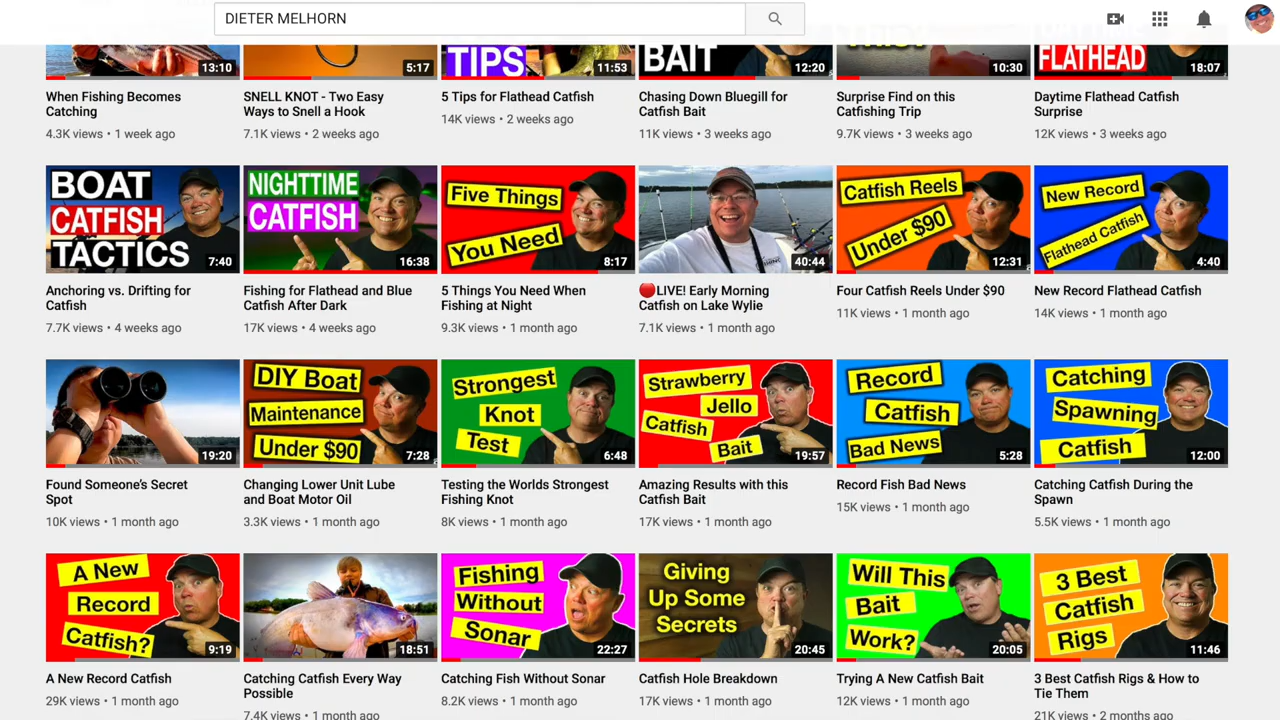 DIETER MELHORN
13:10
5:17
TIPS
11:53
BAIT
12:20
10:30
FLATHEAD
18:07
When Fishing Becomes
Catching
4.3K views • 1 week ago
SNELL KNOT - Two Easy
Ways to Snell a Hook
7.1K views • 2 weeks ago
5 Tips for Flathead Catfish
14K views • 2 weeks ago
Chasing Down Bluegill for
Catfish Bait
11K views • 3 weeks ago
Surprise Find on this
Catfishing Trip
9.7K views • 3 weeks ago
Daytime Flathead Catfish
Surprise
12K views • 3 weeks ago
BOAT
CATFISH
TACTICS
7:40
NIGHTTIME
CATFISH
16:38
Five Things
You Need
8:17
40:44
Catfish Reels
Under $90
12:31
New Record
Flathead Catfish
4:40
Anchoring vs. Drifting for
Catfish
7.7K views • 4 weeks ago
Fishing for Flathead and Blue
Catfish After Dark
17K views • 4 weeks ago
5 Things You Need When
Fishing at Night
9.3K views • 1 month ago
🔴LIVE! Early Morning
Catfish on Lake Wylie
7.1K views • 1 month ago
Four Catfish Reels Under $90
11K views • 1 month ago
New Record Flathead Catfish
14K views • 1 month ago
19:20
DIY Boat
Maintenance
Under $90
7:28
Strongest
Knot
Test
6:48
Strawberry
Jello
Catfish
Bait
19:57
Record
Catfish
Bad News
5:28
Catching
Spawning
Catfish
12:00
Found Someone's Secret
Spot
10K views • 1 month ago
Changing Lower Unit Lube
and Boat Motor Oil
3.3K views • 1 month ago
Testing the Worlds Strongest
Fishing Knot
8K views • 1 month ago
Amazing Results with this
Catfish Bait
17K views • 1 month ago
Record Fish Bad News
15K views • 1 month ago
Catching Catfish During the
Spawn
5.5K views • 1 month ago
A New
Record
Catfish?
9:19
18:51
Fishing
Without
Sonar
22:27
Giving
Up Some
Secrets
20:45
Will This
Bait
Work?
20:05
3 Best
Catfish
Rigs
11:46
A New Record Catfish
29K views • 1 month ago
Catching Catfish Every Way
Possible
7.4K views • 1 month ago
Catching Fish Without Sonar
8.2K views • 1 month ago
Catfish Hole Breakdown
17K views • 1 month ago
Trying A New Catfish Bait
12K views • 1 month ago
3 Best Catfish Rigs & How to
Tie Them
21K views • 2 months ago